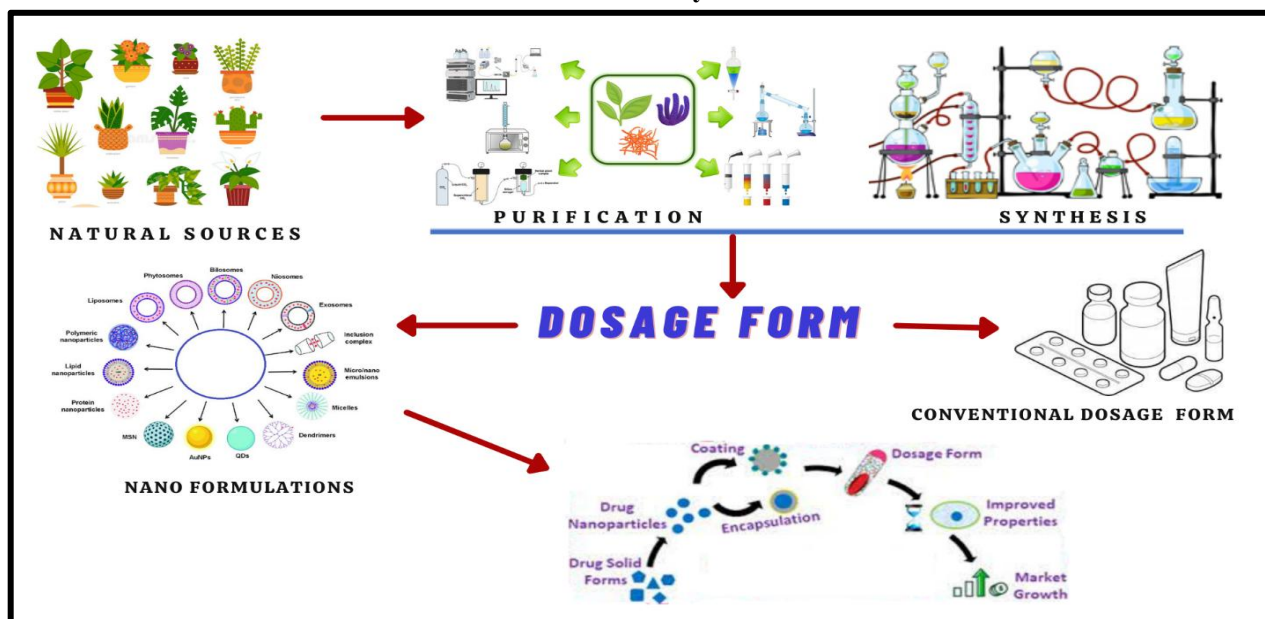 NATURAL SOURCES
PURIFICATION
SYNTHESIS
DOSAGE FORM
Bilosomes
Phytosomes
Niosomes
Liposomes
Exosomes
Polymeric
nanoparticles
Inclusion
complex
Lipid
nanoparticles
Micro/nano
emulsions
Protein
nanoparticles
Micelles
MSN
AuNPs
QDs
Dendrimers
NANO FORMULATIONS
CONVENTIONAL DOSAGE FORM
Coating
Dosage Form
Drug
Nanoparticles
Encapsulation
Improved
Properties
Drug Solid
Forms
Market
Growth